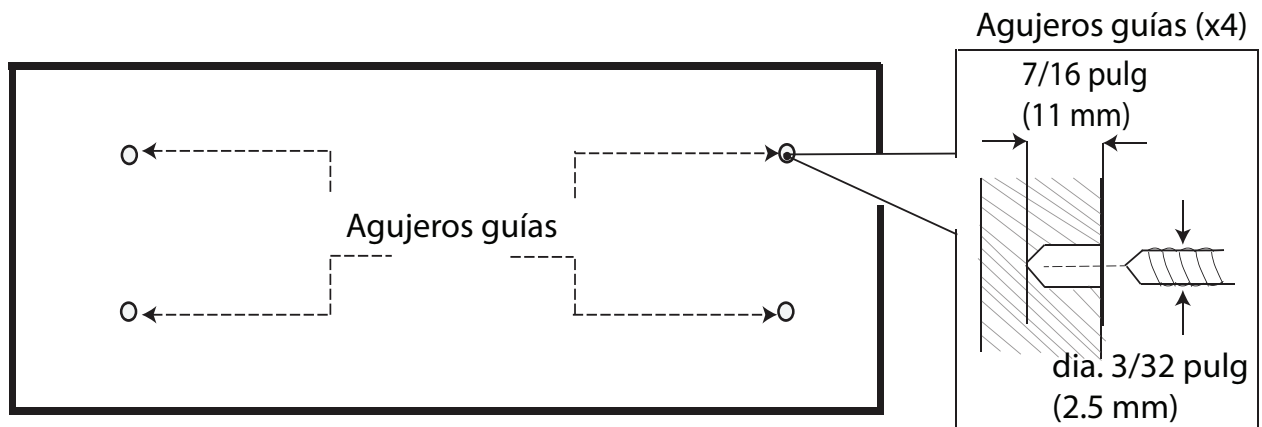 Agujeros guías (x4)
7/16 pulg
(11 mm)
Agujeros guías
dia. 3/32 pulg
(2.5 mm)